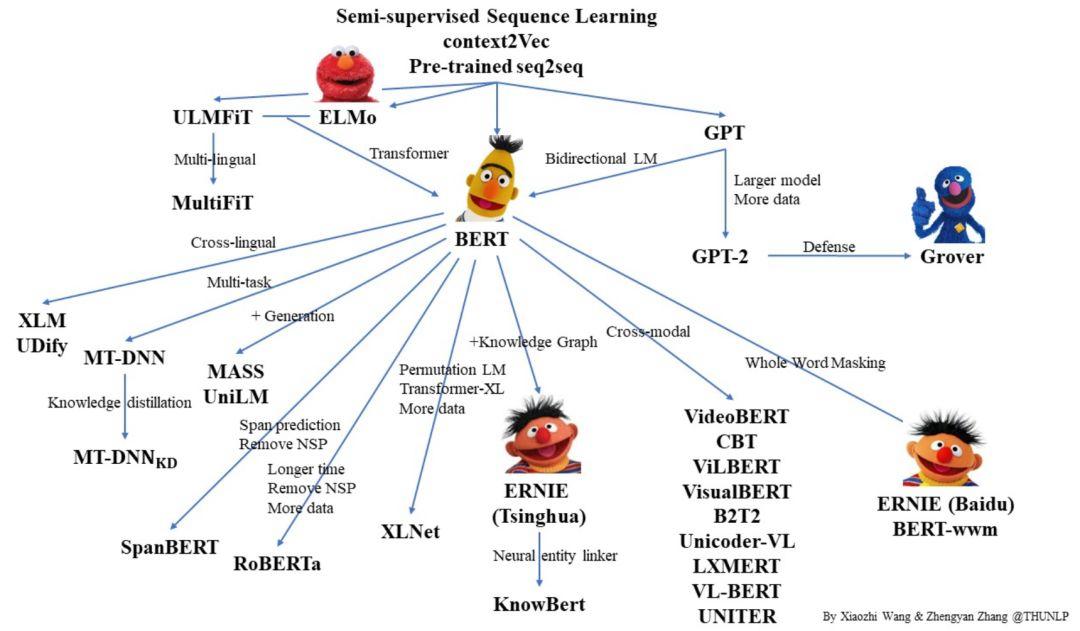 Semi-supervised Sequence Learning
context2Vec
Pre-trained seq2seq
ULMFiT
ELMo
GPT
Multi-lingual
Transformer
Bidirectional LM
Larger model
More data
MultiFiT
BERT
GPT-2
Defense
Grover
Cross-lingual
Multi-task
+ Generation
+Knowledge Graph
Cross-modal
Whole Word Masking
XLM
UDify
MT-DNN
MASS
UniLM
Permutation LM
Transformer-XL
More data
Knowledge distillation
Span prediction
Remove NSP
Longer time
Remove NSP
More data
MT-DNNKD
SpanBERT
RoBERTa
XLNet
ERNIE
(Tsinghua)
Neural entity linker
KnowBert
VideoBERT
CBT
ViLBERT
VisualBERT
B2T2
Unicoder-VL
LXMERT
VL-BERT
UNITER
ERNIE (Baidu)
BERT-wwm
By Xiaozhi Wang & Zhengyan Zhang @THUNLP